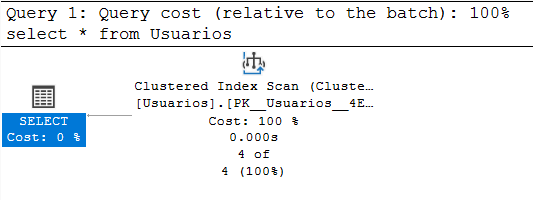 Query 1: Query cost (relative to the batch): 100%
select * from Usuarios
Clustered Index Scan (Cluste…
[Usuarios].[PK__Usuarios__4E…
Cost: 100 %
0.000s
4 of
4 (100%)
SELECT
Cost: 0 %